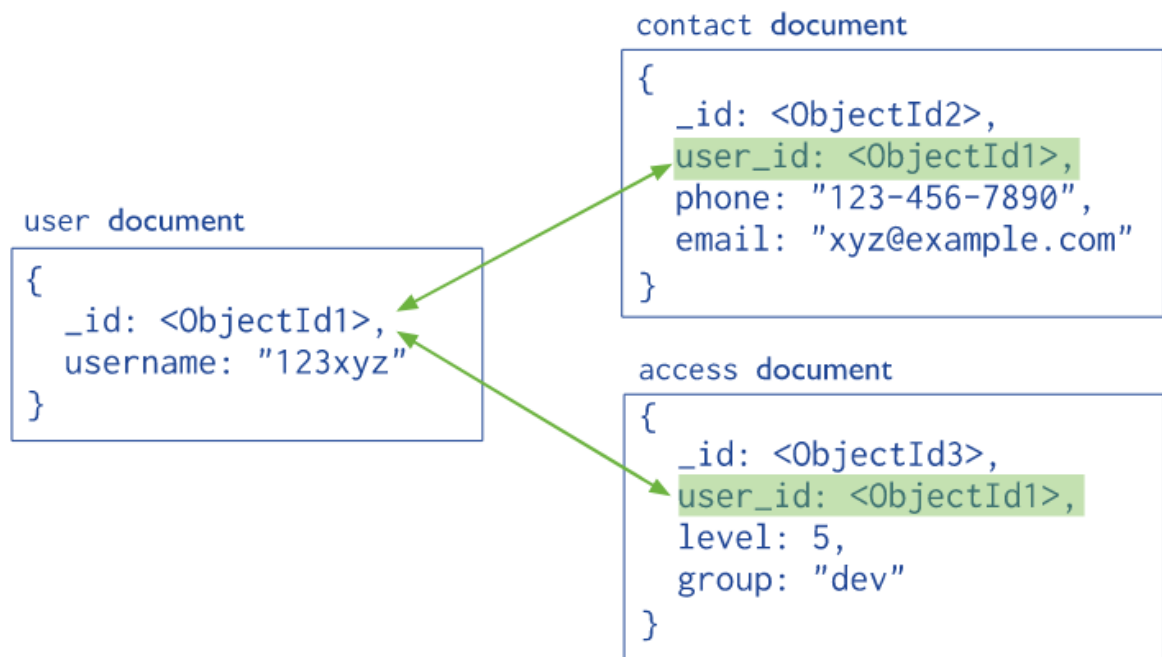 user document
{
_id: <ObjectId1>,
username: "123xyz"
}
contact document
{
_id: <ObjectId2>,
user_id: <ObjectId1>,
phone: "123-456-7890",
email: "xyz@example.com"
}
access document
{
_id: <ObjectId3>,
user_id: <ObjectId1>,
level: 5,
group: "dev"
}